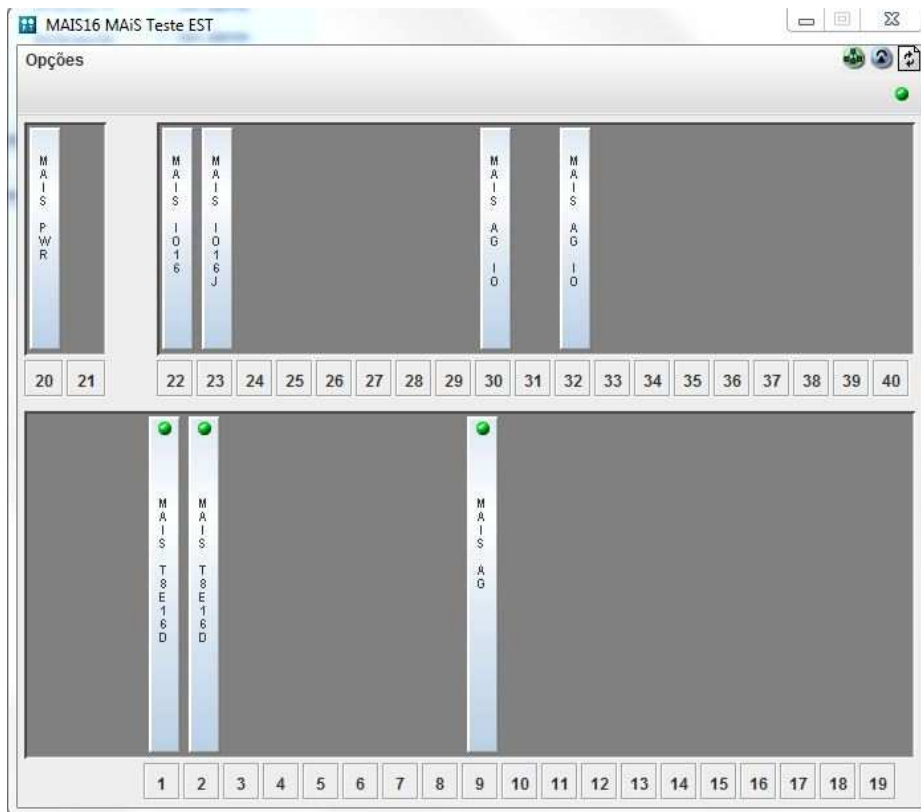 MAIS16 MAiS Teste EST
Opções
MAIS PWR
MAIS IO16
MAIS IO16J
MAIS AG IO
MAIS AG IO
20 21 22 23 24 25 26 27 28 29 30 31 32 33 34 35 36 37 38 39 40
MAIS T8E16D
MAIS T8E16D
MAIS AG
1 2 3 4 5 6 7 8 9 10 11 12 13 14 15 16 17 18 19